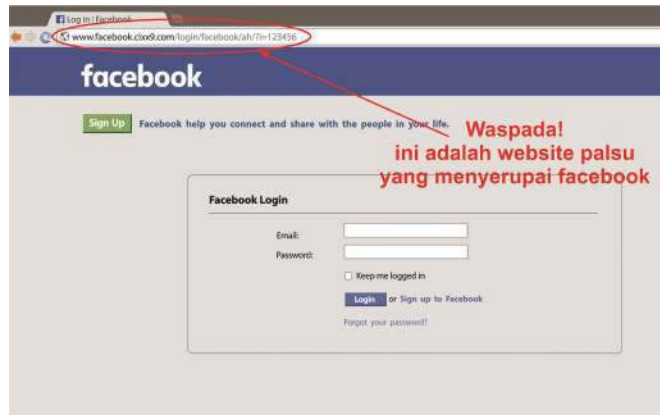 Log in | Facebook
www.facebook.cixx9.com/login/facebook/ah/?i=123456
facebook
Sign Up Facebook help you connect and share with the people in your life.
Waspada!
ini adalah website palsu
yang menyerupai facebook
Facebook Login
Email:
Password:
Keep me logged in
Login or Sign up to Facebook
Forgot your password?